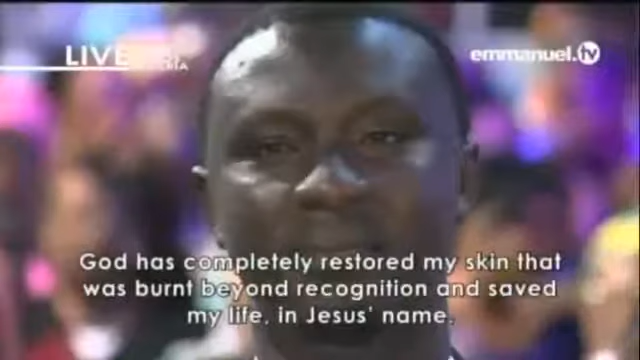 LIVE
emmanuel.tv
God has completely restored my skin that
was burnt beyond recognition and saved
my life, in Jesus' name.